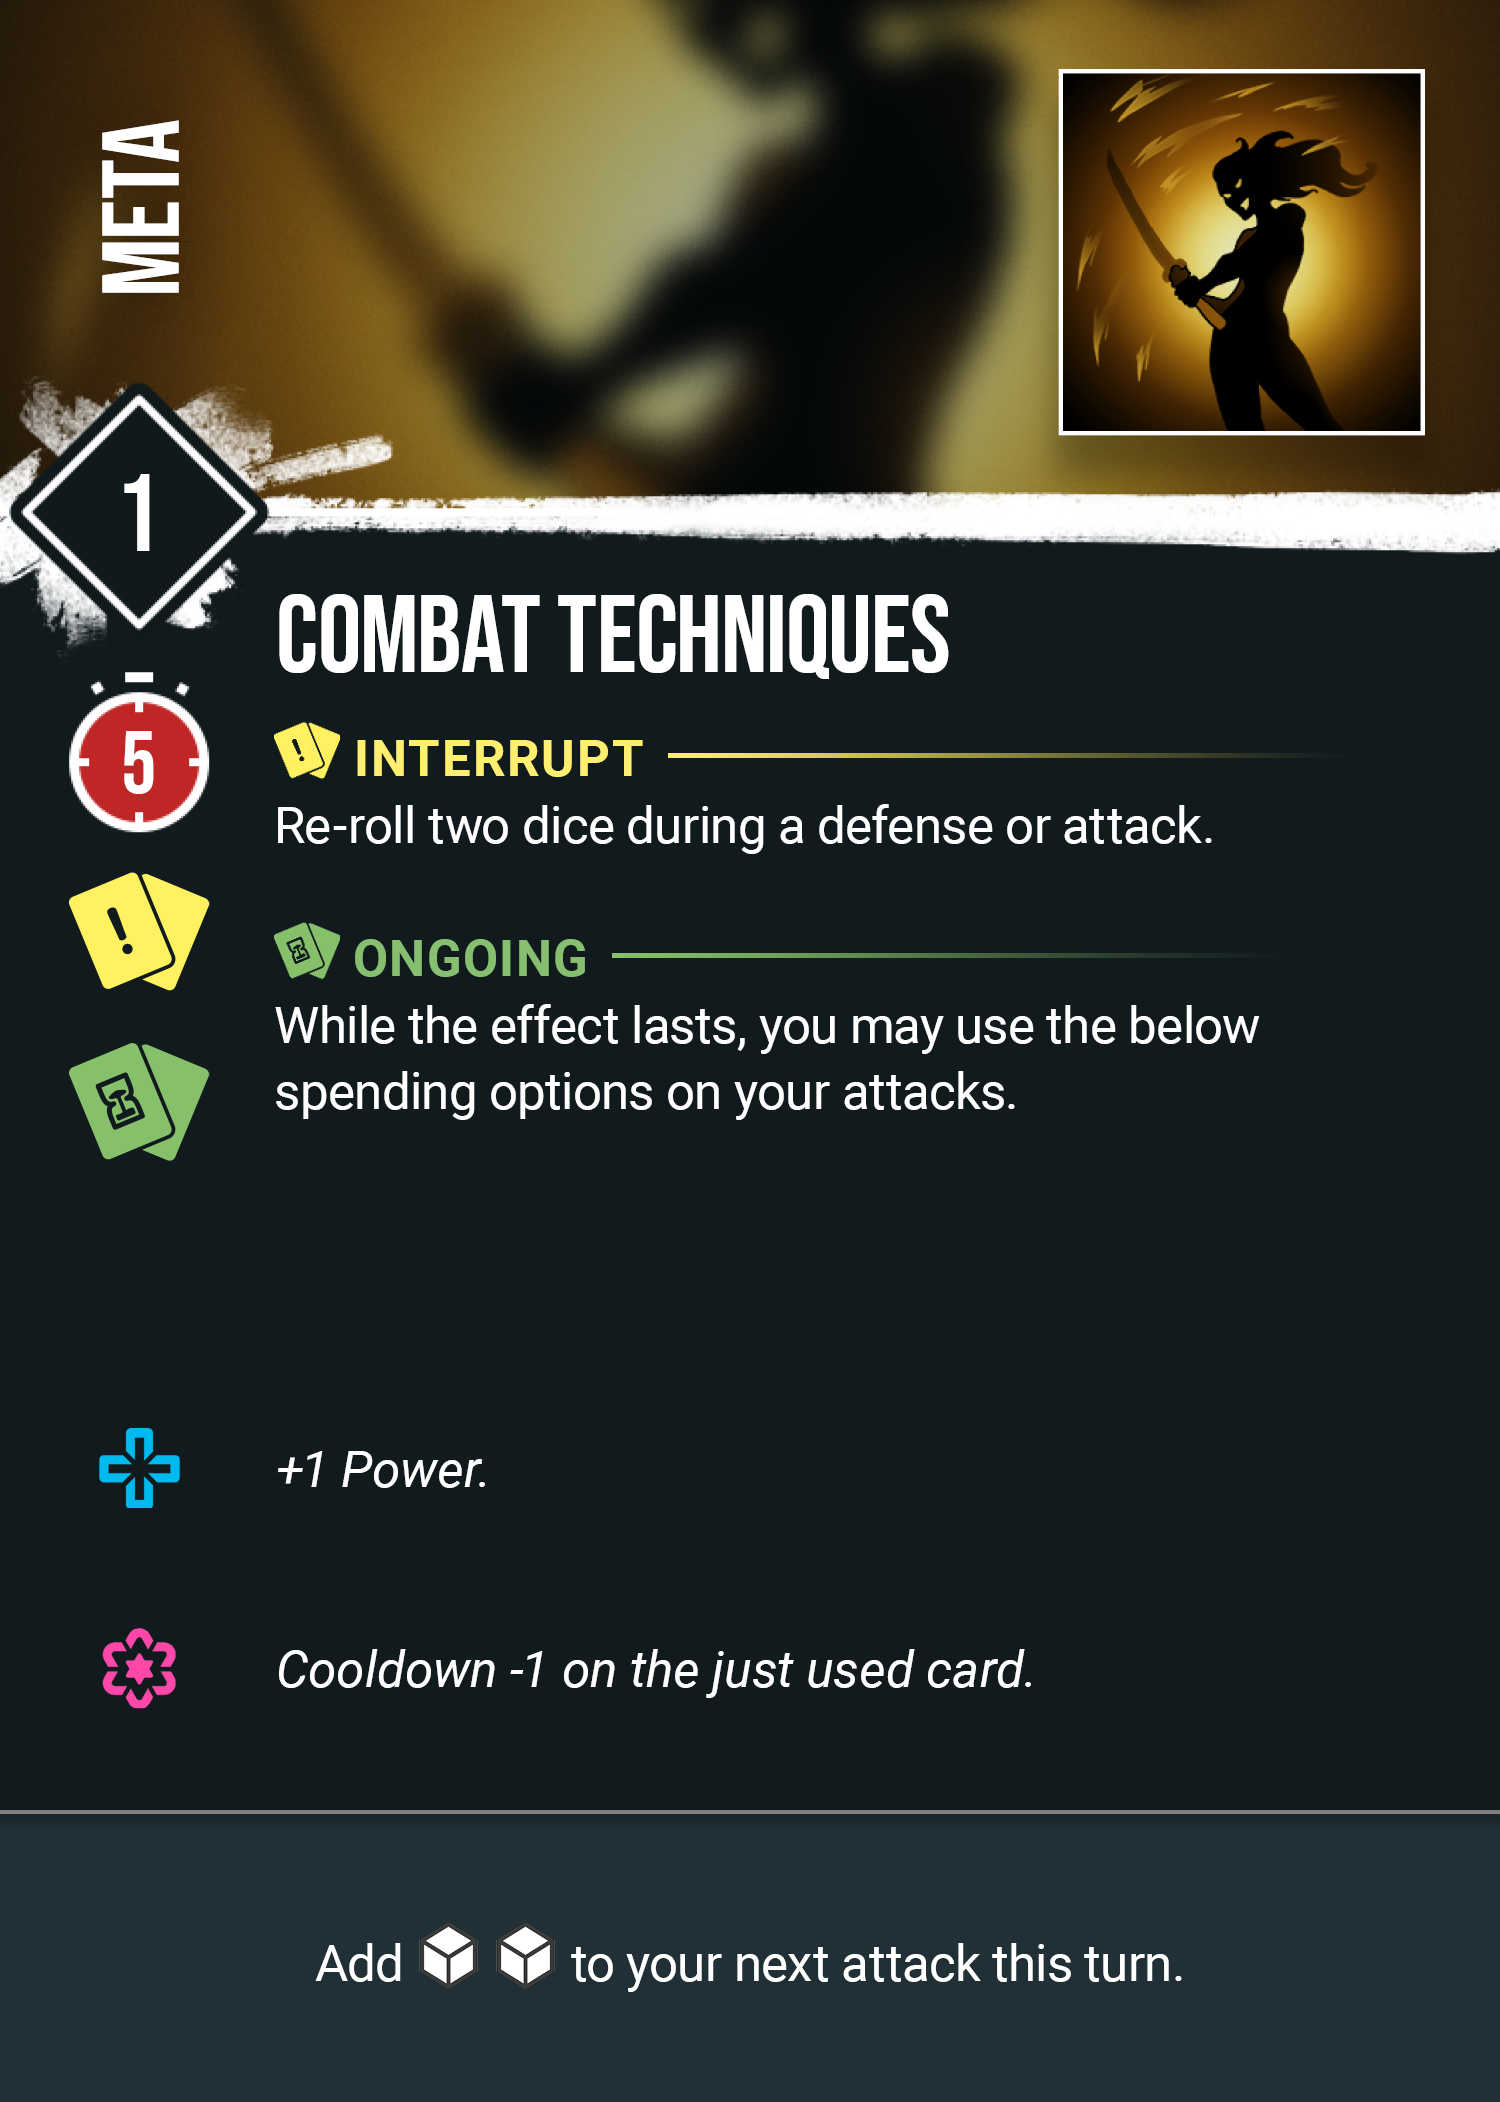 META
1
COMBAT TECHNIQUES
5
! INTERRUPT
Re-roll two dice during a defense or attack.
!
ONGOING
While the effect lasts, you may use the below
spending options on your attacks.
+1 Power.
Cooldown -1 on the just used card.
Add to your next attack this turn.